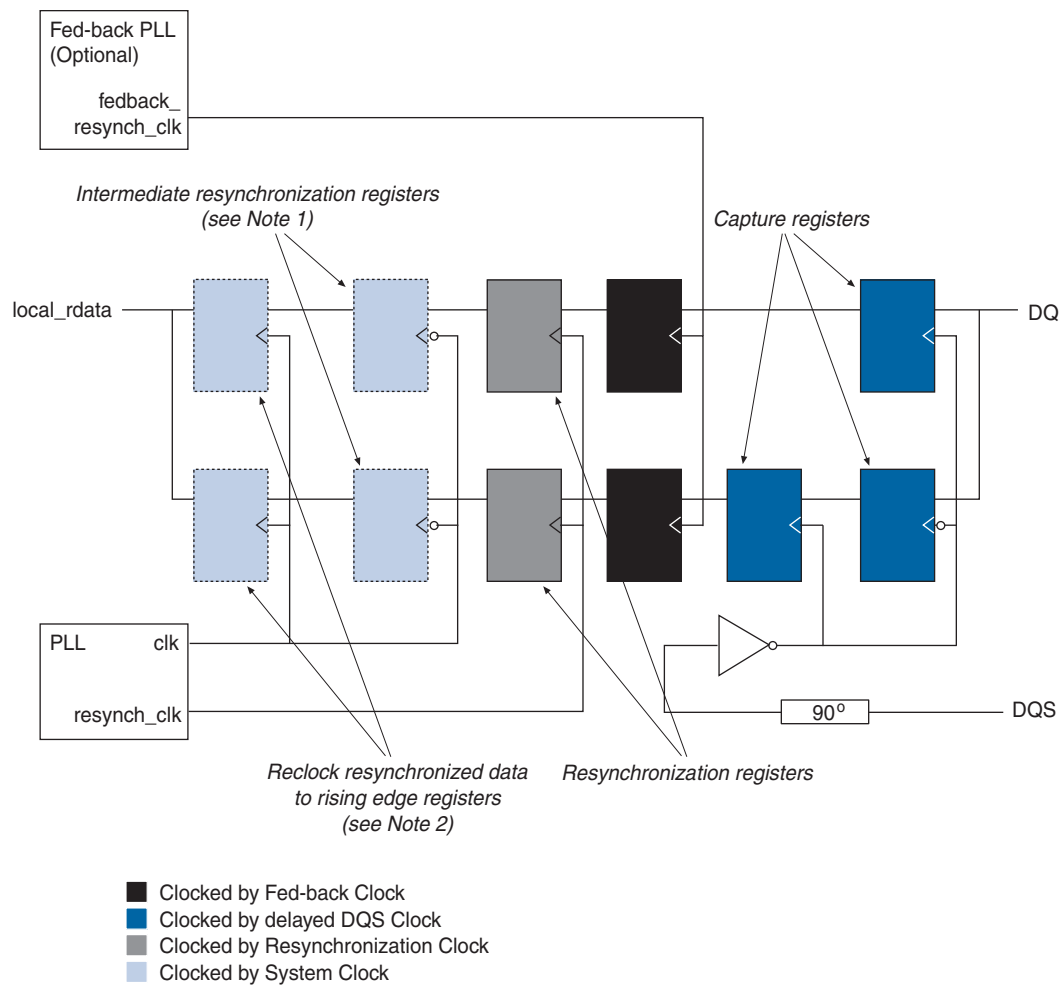 Fed-back PLL
(Optional)
fedback_
resynch_clk
Intermediate resynchronization registers
(see Note 1)
Capture registers
local_rdata
DQ
PLL
clk
resynch_clk
90°
DQS
Reclock resynchronized data
to rising edge registers
(see Note 2)
Resynchronization registers
Clocked by Fed-back Clock
Clocked by delayed DQS Clock
Clocked by Resynchronization Clock
Clocked by System Clock